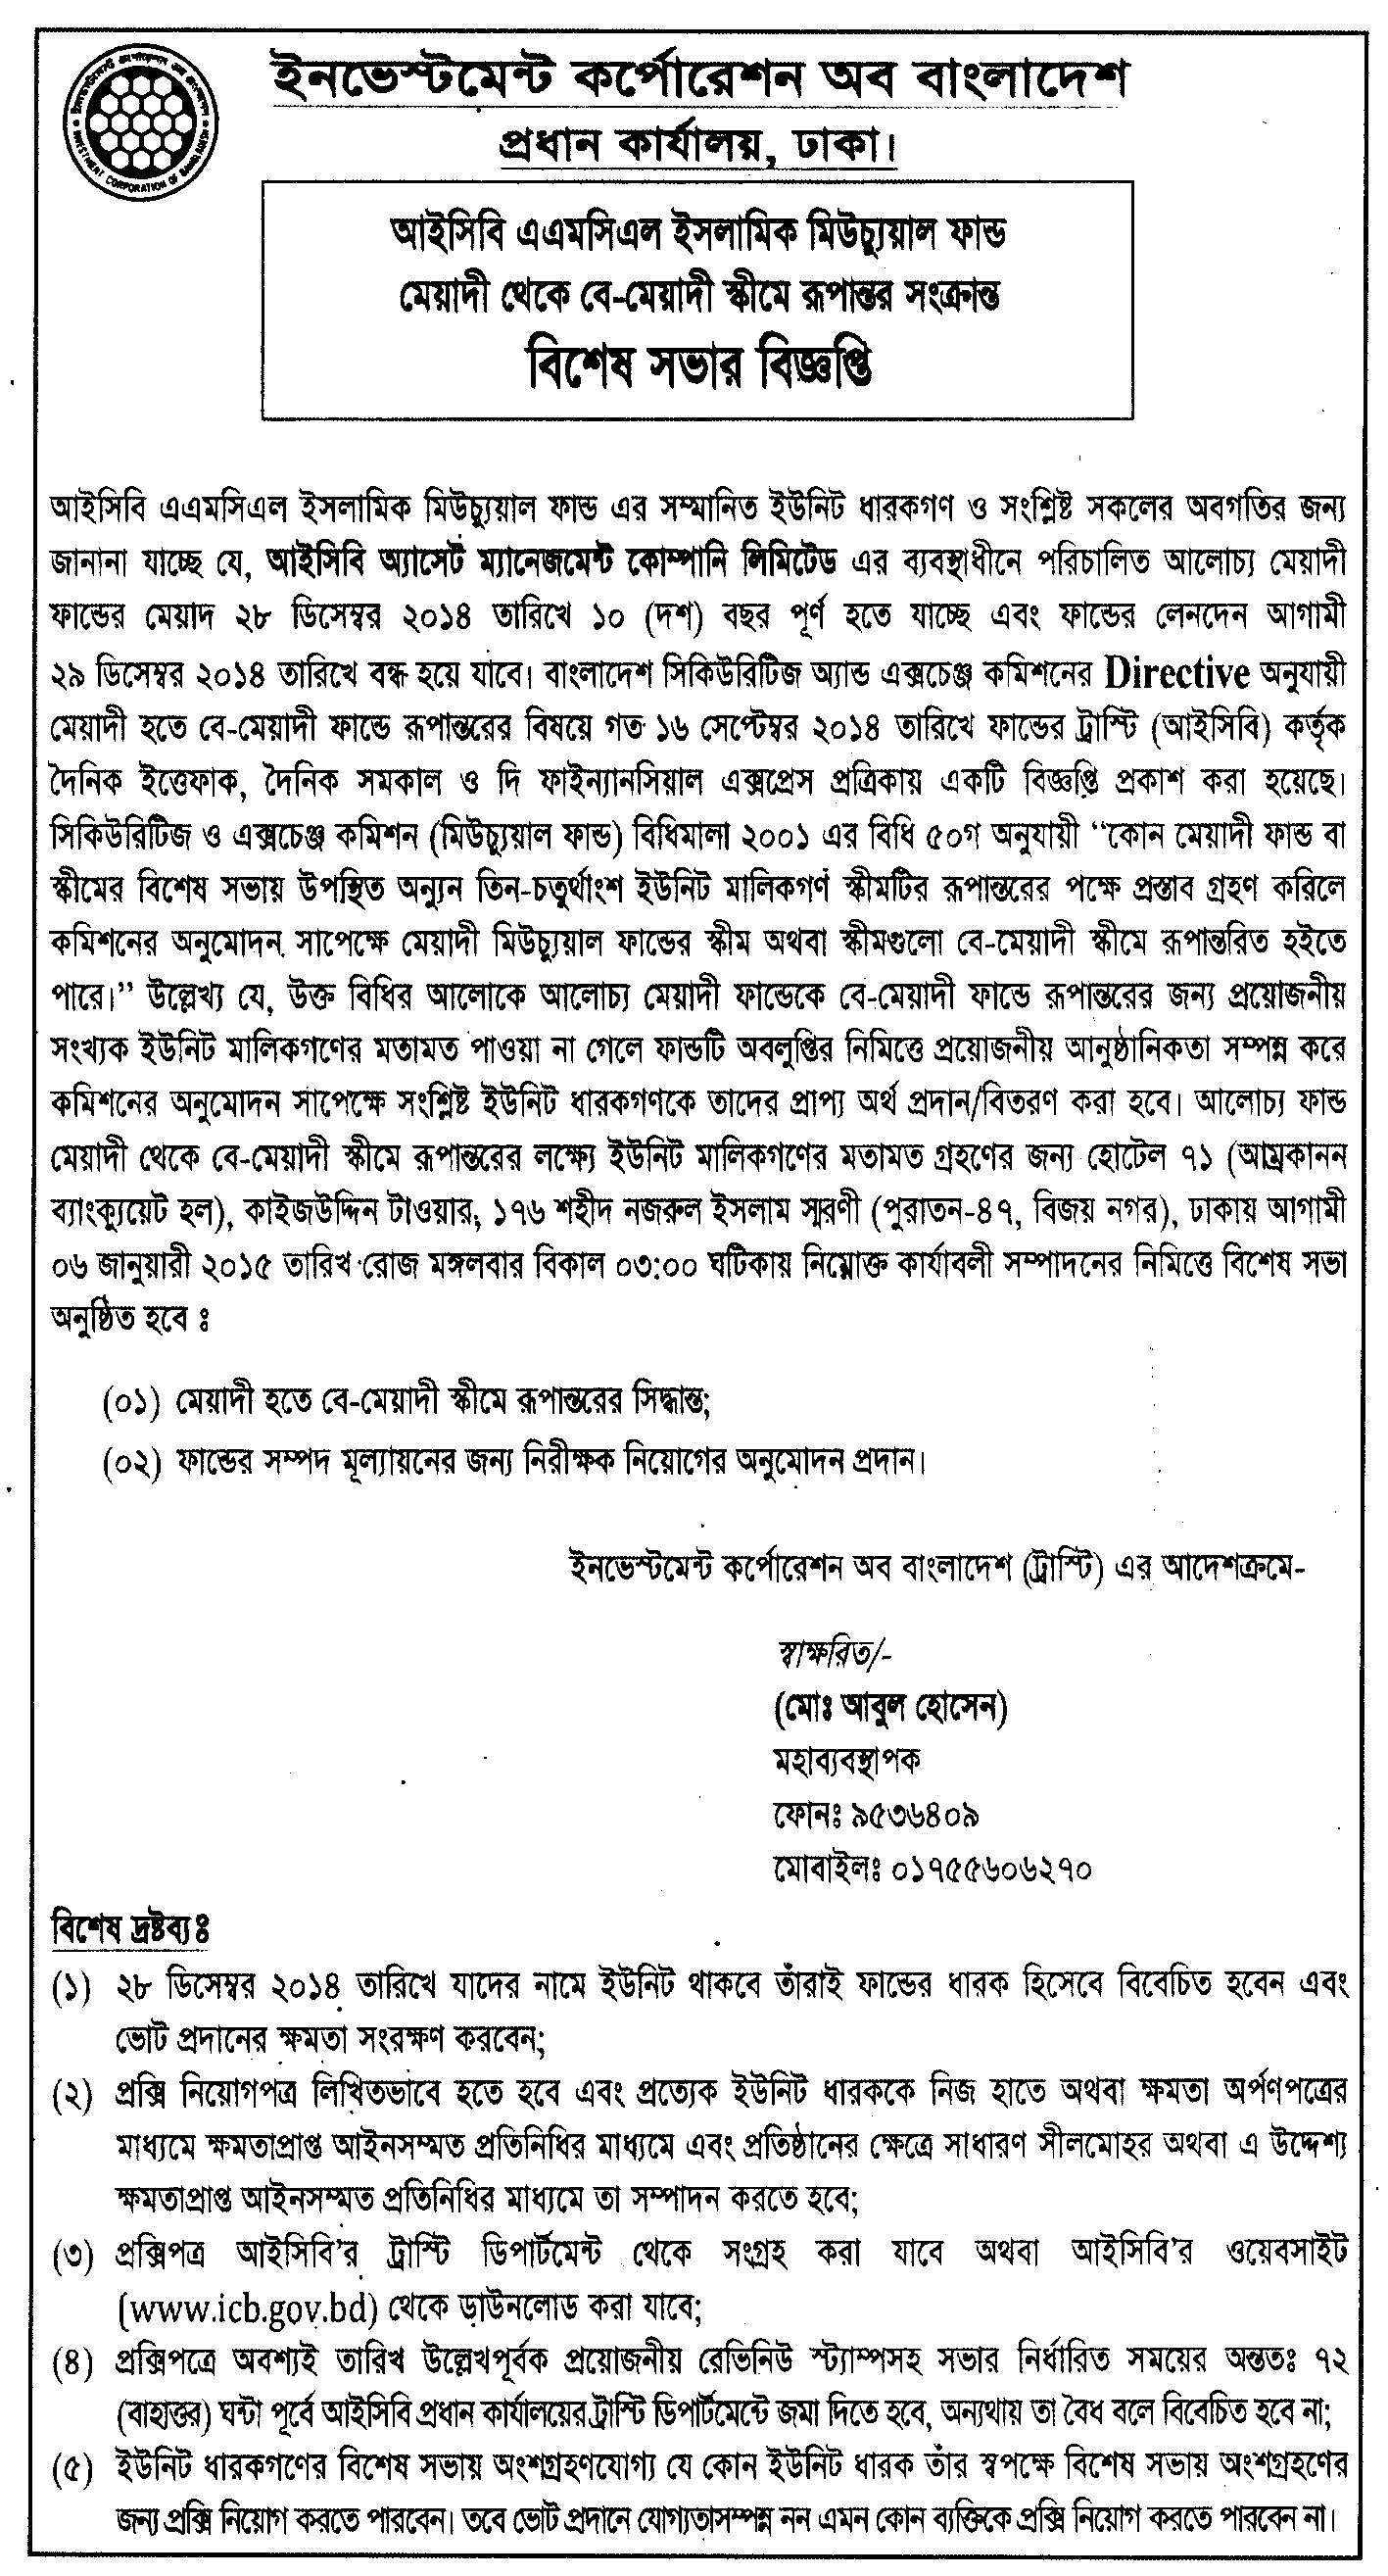 ইনভেস্টমেন্ট কর্পোরেশন অব বাংলাদেশ
প্রধান কার্যালয়, ঢাকা।
INVESTMENT CORPORATION OF BANGLADESH
আইসিবি এএমসিএল ইসলামিক মিউচ্যুয়াল ফান্ড
মেয়াদী থেকে বে-মেয়াদী স্কীমে রূপান্তর সংক্রান্ত
বিশেষ সভার বিজ্ঞপ্তি
আইসিবি এএমসিএল ইসলামিক মিউচ্যুয়াল ফান্ড এর সম্মানিত ইউনিট ধারকগণ ও সংশ্লিষ্ট সকলের অবগতির জন্য
জানানা যাচ্ছে যে, আইসিবি অ্যাসেট ম্যানেজমেন্ট কোম্পানি লিমিটেড এর ব্যবস্থাধীনে পরিচালিত আলোচ্য মেয়াদী
ফান্ডের মেয়াদ ২৮ ডিসেম্বর ২০১৪ তারিখে ১০ (দশ) বছর পূর্ণ হতে যাচ্ছে এবং ফান্ডের লেনদেন আগামী
২৯ ডিসেম্বর ২০১৪ তারিখে বন্ধ হয়ে যাবে। বাংলাদেশ সিকিউরিটিজ অ্যান্ড এক্সচেঞ্জ কমিশনের Directive অনুযায়ী
মেয়াদী হতে বে-মেয়াদী ফান্ডে রূপান্তরের বিষয়ে গত ১৬ সেপ্টেম্বর ২০১৪ তারিখে ফান্ডের ট্রাস্টি (আইসিবি) কর্তৃক
দৈনিক ইত্তেফাক, দৈনিক সমকাল ও দি ফাইন্যানসিয়াল এক্সপ্রেস প্রত্রিকায় একটি বিজ্ঞপ্তি প্রকাশ করা হয়েছে।
সিকিউরিটিজ ও এক্সচেঞ্জ কমিশন (মিউচ্যুয়াল ফান্ড) বিধিমালা ২০০১ এর বিধি ৫০গ অনুযায়ী “কোন মেয়াদী ফান্ড বা
স্কীমের বিশেষ সভায় উপস্থিত অন্যুন তিন-চতুর্থাংশ ইউনিট মালিকগণ স্কীমটির রূপান্তরের পক্ষে প্রস্তাব গ্রহণ করিলে
কমিশনের অনুমোদন সাপেক্ষে মেয়াদী মিউচ্যুয়াল ফান্ডের স্কীম অথবা স্কীমগুলো বে-মেয়াদী স্কীমে রূপান্তরিত হইতে
পারে।” উল্লেখ্য যে, উক্ত বিধির আলোকে আলোচ্য মেয়াদী ফান্ডেকে বে-মেয়াদী ফান্ডে রূপান্তরের জন্য প্রয়োজনীয়
সংখ্যক ইউনিট মালিকগণের মতামত পাওয়া না গেলে ফান্ডটি অবলুপ্তির নিমিত্তে প্রয়োজনীয় আনুষ্ঠানিকতা সম্পন্ন করে
কমিশনের অনুমোদন সাপেক্ষে সংশ্লিষ্ট ইউনিট ধারকগণকে তাদের প্রাপ্য অর্থ প্রদান/বিতরণ করা হবে। আলোচ্য ফান্ড
মেয়াদী থেকে বে-মেয়াদী স্কীমে রূপান্তরের লক্ষ্যে ইউনিট মালিকগণের মতামত গ্রহণের জন্য হোটেল ৭১ (আম্রকানন
ব্যাংক্যুয়েট হল), কাইজউদ্দিন টাওয়ার, ১৭৬ শহীদ নজরুল ইসলাম স্মরণী (পুরাতন-৪৭, বিজয় নগর), ঢাকায় আগামী
০৬ জানুয়ারী ২০১৫ তারিখ রোজ মঙ্গলবার বিকাল ০৩:০০ ঘটিকায় নিম্নোক্ত কার্যাবলী সম্পাদনের নিমিত্তে বিশেষ সভা
অনুষ্ঠিত হবে ঃ
(০১) মেয়াদী হতে বে-মেয়াদী স্কীমে রূপান্তরের সিদ্ধান্ত;
(০২) ফান্ডের সম্পদ মূল্যায়নের জন্য নিরীক্ষক নিয়োগের অনুমোদন প্রদান।
ইনভেস্টমেন্ট কর্পোরেশন অব বাংলাদেশ (ট্রাস্টি) এর আদেশক্রমে-
স্বাক্ষরিত/-
(মোঃ আবুল হোসেন)
মহাব্যবস্থাপক
ফোনঃ ৯৫৩৬৪০৯
মোবাইলঃ ০১৭৫৫৬০৬২৭০
বিশেষ দ্রষ্টব্যঃ
(১) ২৮ ডিসেম্বর ২০১৪ তারিখে যাদের নামে ইউনিট থাকবে তাঁরাই ফান্ডের ধারক হিসেবে বিবেচিত হবেন এবং
ভোট প্রদানের ক্ষমতা সংরক্ষণ করবেন;
(২) প্রক্সি নিয়োগপত্র লিখিতভাবে হতে হবে এবং প্রত্যেক ইউনিট ধারককে নিজ হাতে অথবা ক্ষমতা অর্পণপত্রের
মাধ্যমে ক্ষমতাপ্রাপ্ত আইনসম্মত প্রতিনিধির মাধ্যমে এবং প্রতিষ্ঠানের ক্ষেত্রে সাধারণ সীলমোহর অথবা এ উদ্দেশ্য
ক্ষমতাপ্রাপ্ত আইনসম্মত প্রতিনিধির মাধ্যমে তা সম্পাদন করতে হবে;
(৩) প্রক্সিপত্র আইসিবি’র ট্রাস্টি ডিপার্টমেন্ট থেকে সংগ্রহ করা যাবে অথবা আইসিবি’র ওয়েবসাইট
(www.icb.gov.bd) থেকে ডাউনলোড করা যাবে;
(৪) প্রক্সিপত্রে অবশ্যই তারিখ উল্লেখপূর্বক প্রয়োজনীয় রেভিনিউ স্ট্যাম্পসহ সভার নির্ধারিত সময়ের অন্ততঃ ৭২
(বাহাত্তর) ঘন্টা পূর্বে আইসিবি প্রধান কার্যালয়ের ট্রাস্টি ডিপার্টমেন্টে জমা দিতে হবে, অন্যথায় তা বৈধ বলে বিবেচিত হবে না;
(৫) ইউনিট ধারকগণের বিশেষ সভায় অংশগ্রহণযোগ্য যে কোন ইউনিট ধারক তাঁর স্বপক্ষে বিশেষ সভায় অংশগ্রহণের
জন্য প্রক্সি নিয়োগ করতে পারবেন। তবে ভোট প্রদানে যোগ্যতাসম্পন্ন নন এমন কোন ব্যক্তিকে প্রক্সি নিয়োগ করতে পারবেন না।